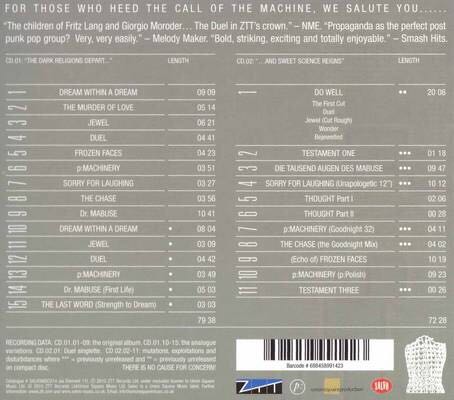 FOR THOSE WHO HEED THE CALL OF THE MACHINE, WE SALUTE YOU......
"The children of Fritz Lang and Giorgio Moroder... The Duel in ZTT's crown." – NME. "Propaganda as the perfect post
punk pop group? Very, very easily." – Melody Maker. "Bold, striking, exciting and totally enjoyable." – Smash Hits.
CD.01: "THE DARK RELIGIONS DEPART..." LENGTH
1 DREAM WITHIN A DREAM 09 09
2 THE MURDER OF LOVE 05 14
3 JEWEL 06 21
4 DUEL 04 41
5 FROZEN FACES 04 23
6 p:MACHINERY 03 51
7 SORRY FOR LAUGHING 03 27
8 THE CHASE 03 56
9 Dr. MABUSE 10 41
10 DREAM WITHIN A DREAM • 08 04
11 JEWEL • 03 09
12 DUEL • 04 42
13 p:MACHINERY • 03 49
14 Dr. MABUSE (First Life) • 05 03
15 THE LAST WORD (Strength to Dream) • 03 03
79 38
CD.02: "... AND SWEET SCIENCE REIGNS" LENGTH
1 DO WELL •• 20 08
The First Cut
Duel
Jewel (Cut Rough)
Wonder
Bejewelled
2 TESTAMENT ONE ••• 01 18
3 DIE TAUSEND AUGEN DES MABUSE ••• 09 47
4 SORRY FOR LAUGHING (Unapologetic 12") ••• 10 12
5 THOUGHT Part I 02 06
6 THOUGHT Part II 00 28
7 p:MACHINERY (Goodnight 32) ••• 04 11
8 THE CHASE (the Goodnight Mix) ••• 04 02
9 (Echo of) FROZEN FACES 10 19
10 p:MACHINERY (p:Polish) 09 23
11 TESTAMENT THREE ••• 00 26
72 28
RECORDING DATA: CD.01.01-09: the original album. CD.01.10-15: the analogue
variations. CD.02.01: Duel singlette. CD.02.02-11: mutations, exploitations and
disturbances where "***" = previously unreleased and "*" = previously unreleased
on compact disc. THERE IS NO CAUSE FOR CONCERN!
Barcode # 698458991423
ZTT
SALVO